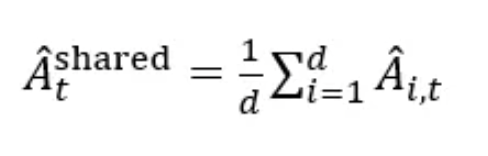 Â_t^shared = 1/d ∑_{i=1}^d Â_{i,t}